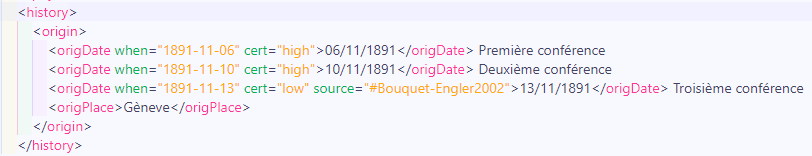 <history>
<origin>
<origDate when="1891-11-06" cert="high">06/11/1891</origDate> Première conférence
<origDate when="1891-11-10" cert="high">10/11/1891</origDate> Deuxième conférence
<origDate when="1891-11-13" cert="low" source="#Bouquet-Engler2002">13/11/1891</origDate> Troisième conférence
<origPlace>Gèneve</origPlace>
</origin>
</history>